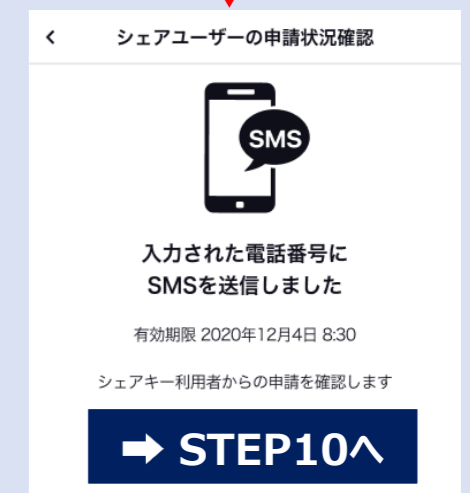 シェアユーザーの申請状況確認
SMS
入力された電話番号に
SMSを送信しました
有効期限 2020年12月4日 8:30
シェアキー利用者からの申請を確認します
➡ STEP10へ